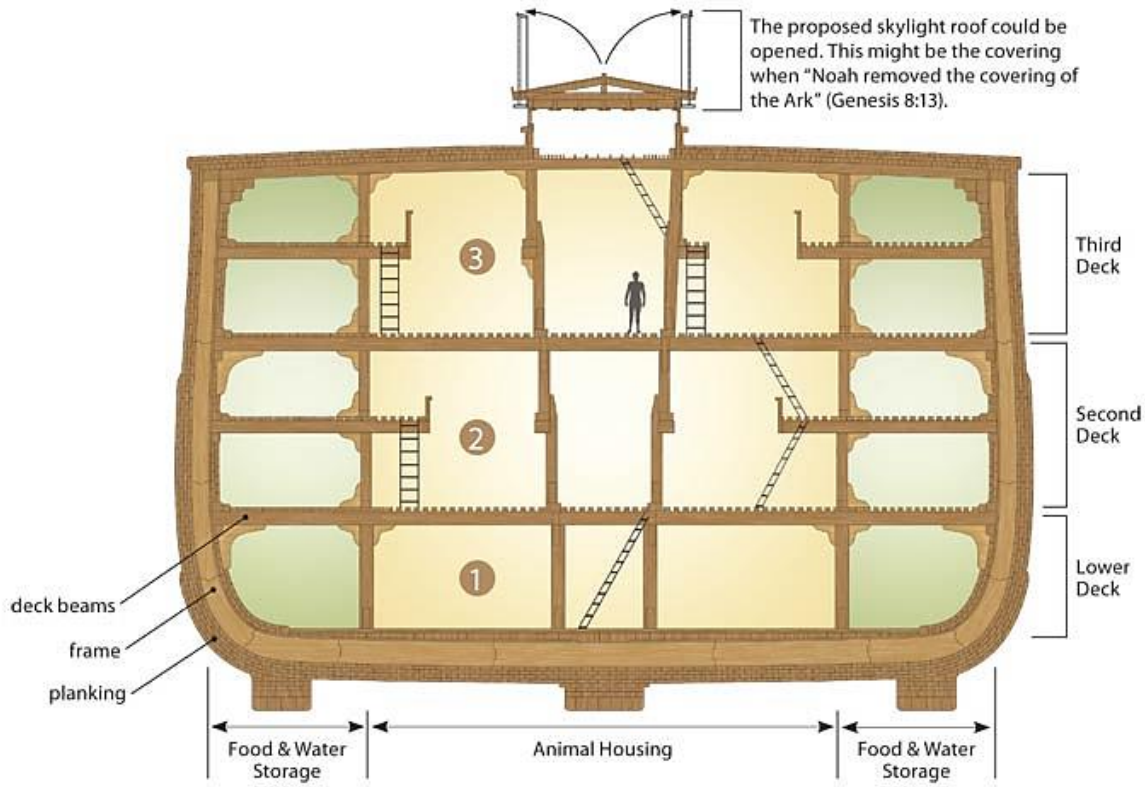 The proposed skylight roof could be
opened. This might be the covering
when “Noah removed the covering of
the Ark” (Genesis 8:13).
3
Third
Deck
2
Second
Deck
1
Lower
Deck
deck beams
frame
planking
Food & Water
Storage
Animal Housing
Food & Water
Storage